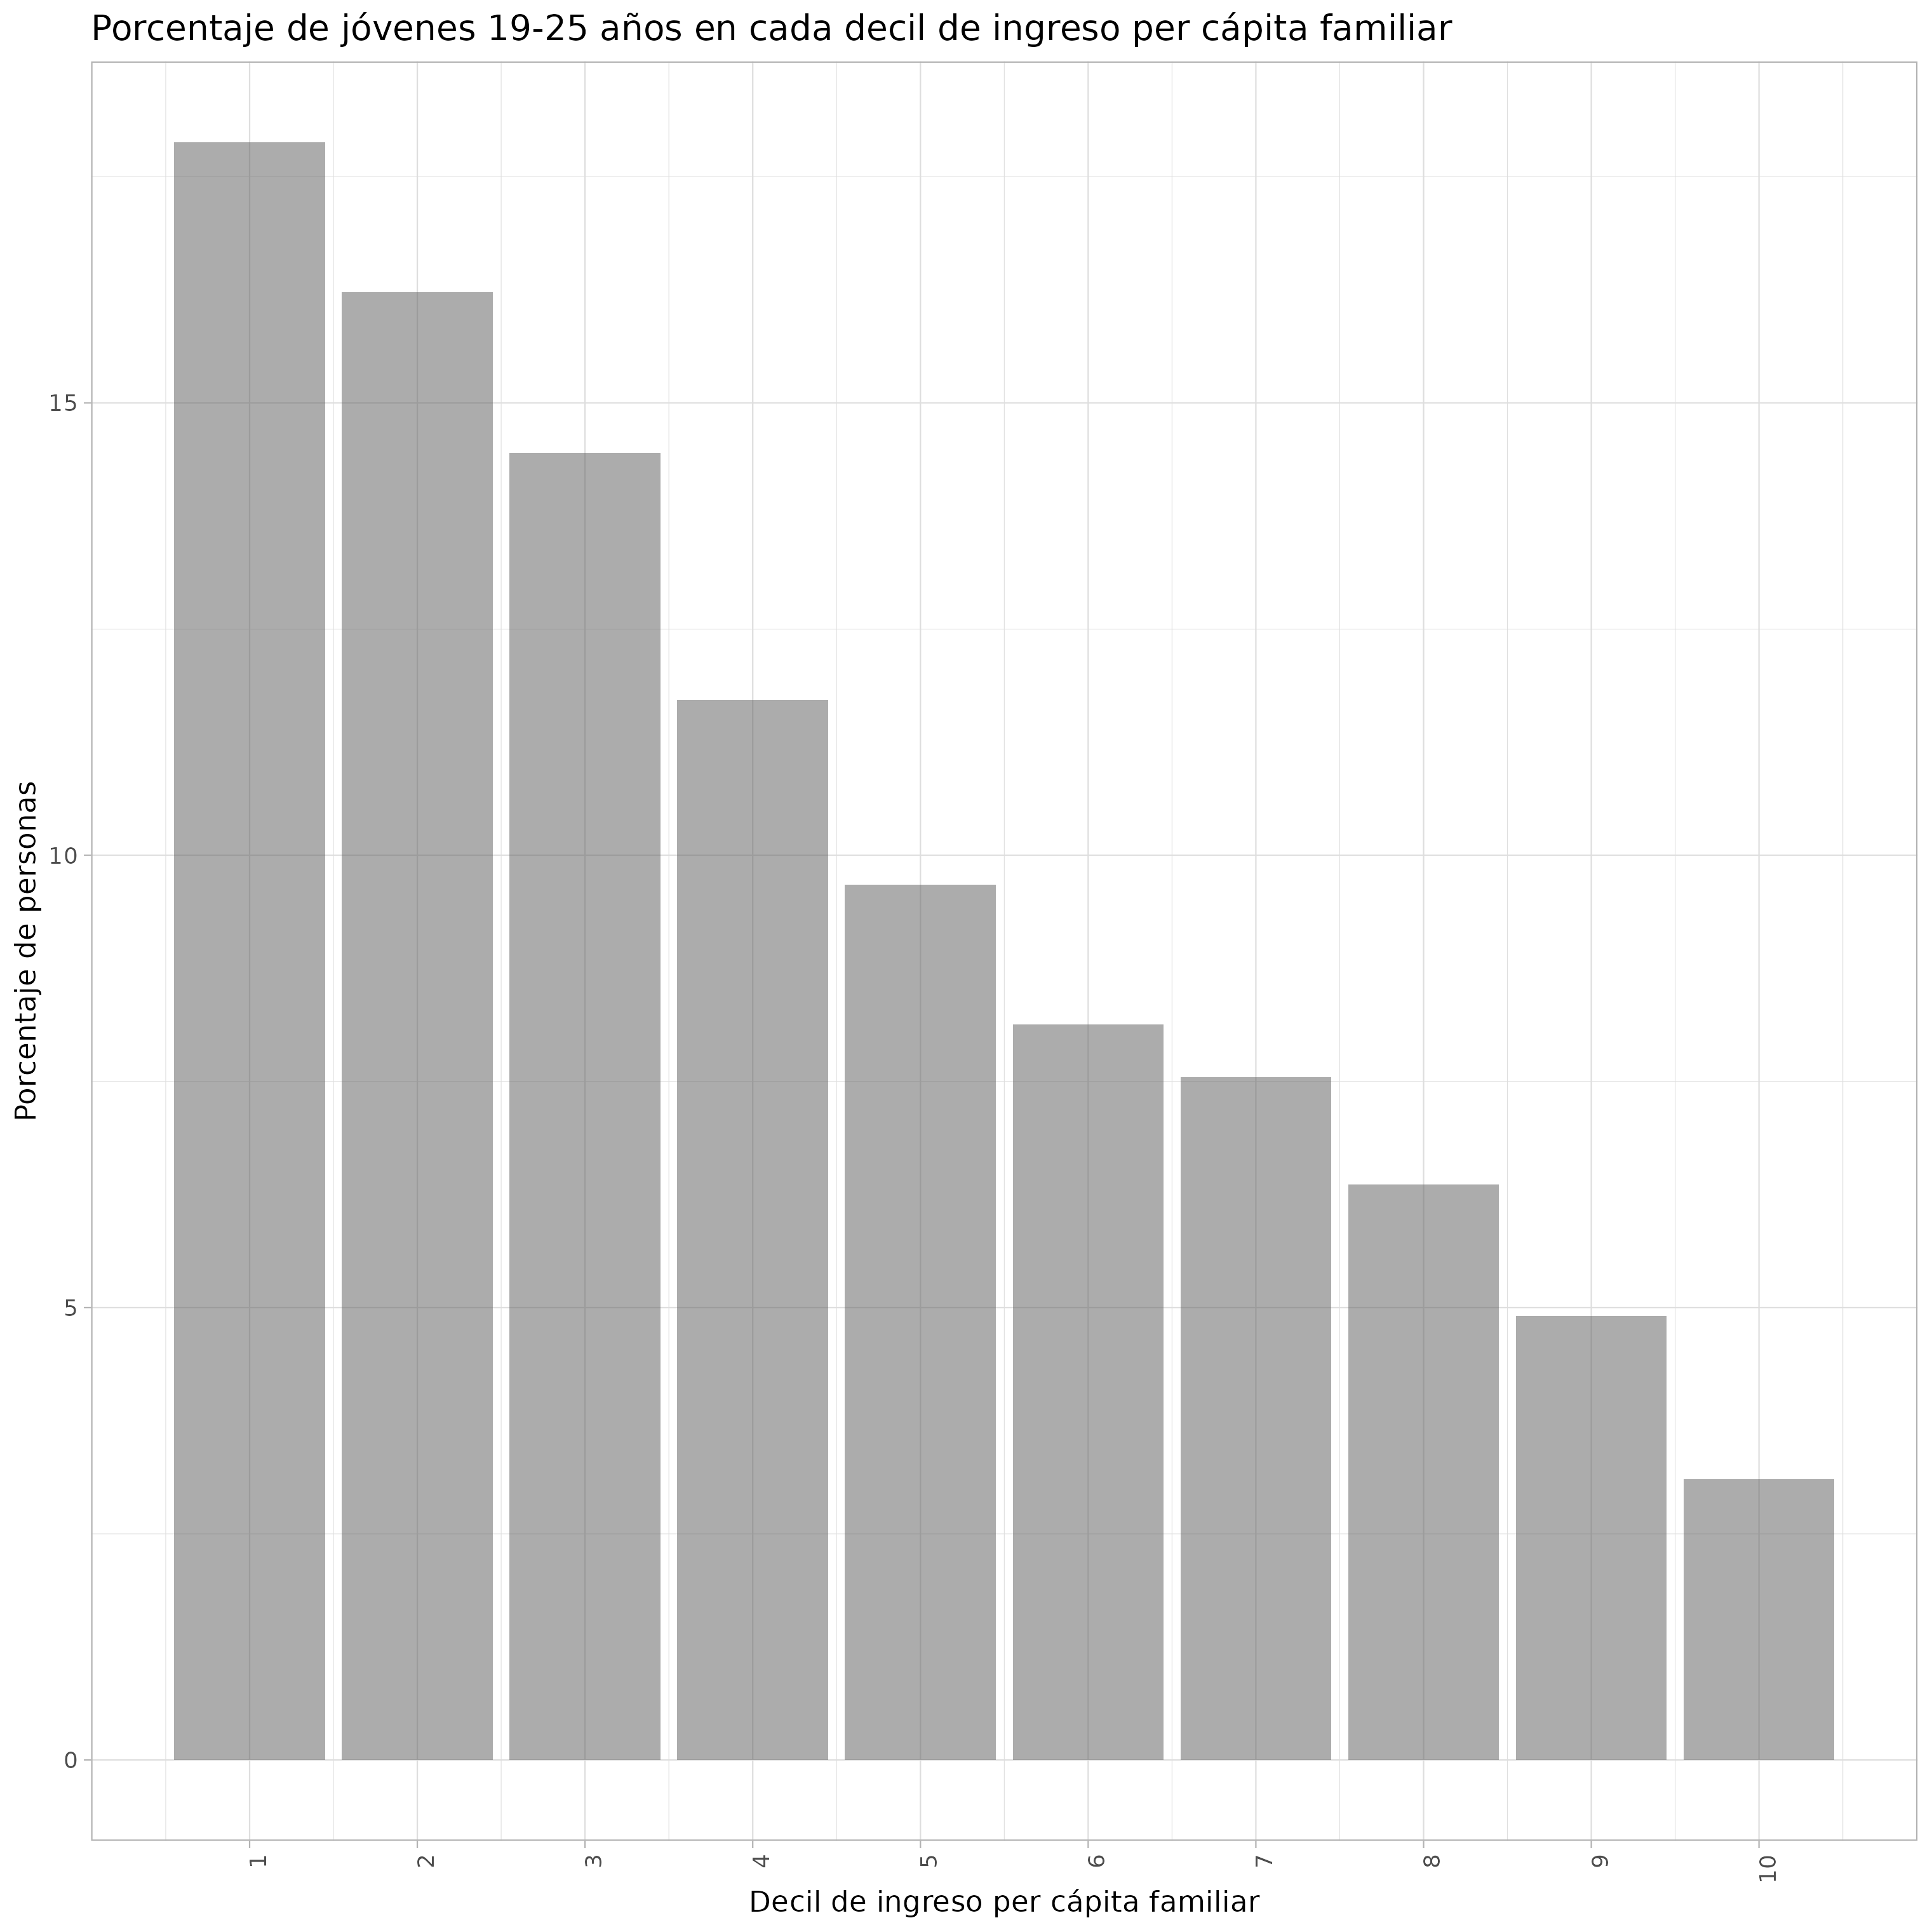 Porcentaje de jóvenes 19-25 años en cada decil de ingreso per cápita familiar
Porcentaje de personas
15
10
5
0
1 2 3 4 5 6 7 8 9 10
Decil de ingreso per cápita familiar